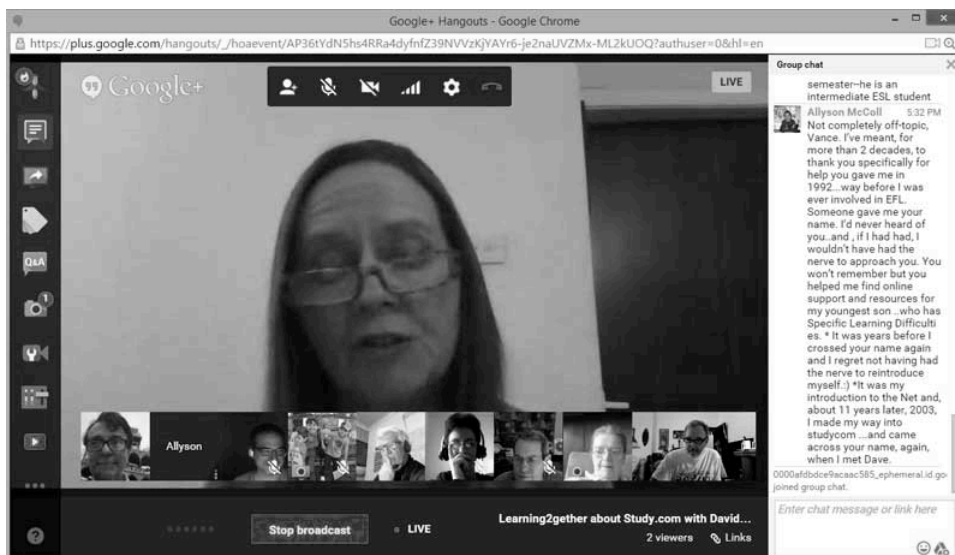 Google+ Hangouts - Google Chrome
https://plus.google.com/hangouts/_/hoaevent/AP36tYdN5hs4RRa4dyfnfZ39NVVzKjYAYr6-je2naUVZMx-ML2kUOQ?authuser=0&hl=en
Google+
LIVE
Q&A
1
Allyson
Stop broadcast
LIVE
Learning2gether about Study.com with David...
2 viewers
Links
Group chat
semester--he is an
intermediate ESL student
Allyson McColl 5:32 PM
Not completely off-topic,
Vance. I've meant, for
more than 2 decades, to
thank you specifically for
help you gave me in
1992...way before I was
ever involved in EFL.
Someone gave me your
name. I'd never heard of
you..and , if I had had, I
wouldn't have had the
nerve to approach you. You
won't remember but you
helped me find online
support and resources for
my youngest son ..who has
Specific Learning Difficulti
es. * It was years before I
crossed your name again
and I regret not having had
the nerve to reintroduce
myself.:) *It was my
introduction to the Net and,
about 11 years later, 2003,
I made my way into
studycom ....and came
across your name, again,
when I met Dave.
0000afdbdce9acaac585_ephemeral.id.goo
joined group chat.
Enter chat message or link here